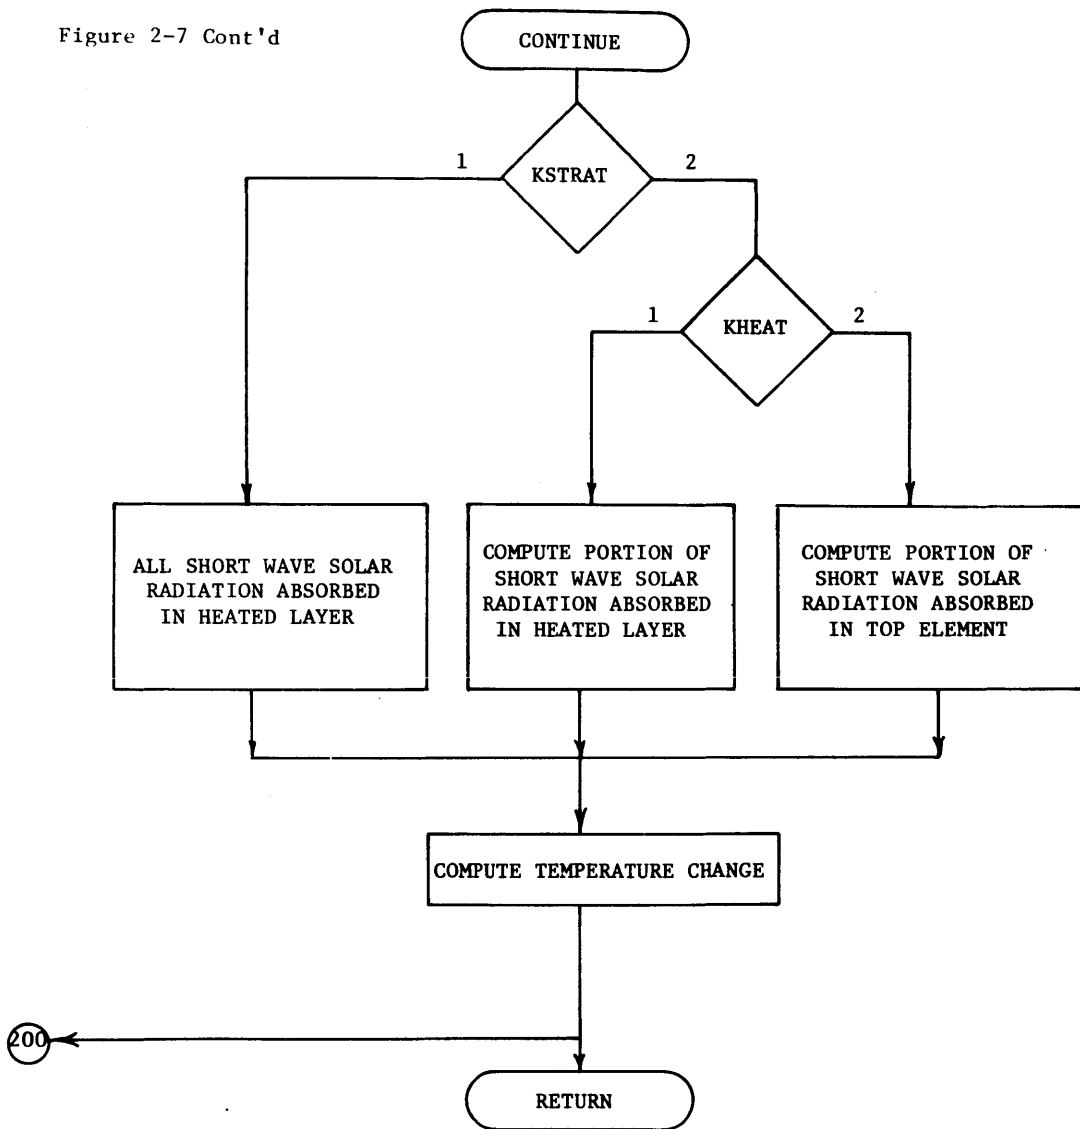 Figure 2-7 Cont'd
CONTINUE
KSTRAT
1
2
KHEAT
1
2
ALL SHORT WAVE SOLAR
RADIATION ABSORBED
IN HEATED LAYER
COMPUTE PORTION OF
SHORT WAVE SOLAR
RADIATION ABSORBED
IN HEATED LAYER
COMPUTE PORTION OF
SHORT WAVE SOLAR
RADIATION ABSORBED
IN TOP ELEMENT
COMPUTE TEMPERATURE CHANGE
200
RETURN